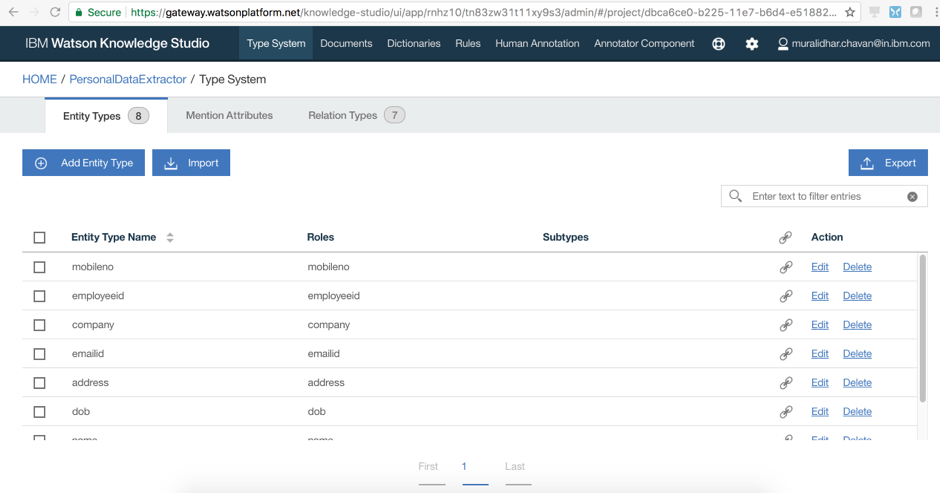 Secure https://gateway.watsonplatform.net/knowledge-studio/ui/app/rnhz10/tn83zw31t11xy9s3/admin/#/project/dbca6ce0-b225-11e7-b6d4-e51882...
IBM Watson Knowledge Studio Type System Documents Dictionaries Rules Human Annotation Annotator Component muralidhar.chavan@in.ibm.com
HOME / PersonalDataExtractor / Type System
Entity Types 8 Mention Attributes Relation Types 7
Add Entity Type Import Export
Enter text to filter entries
Entity Type Name Roles Subtypes Action
mobileno mobileno Edit Delete
employeeid employeeid Edit Delete
company company Edit Delete
emailid emailid Edit Delete
address address Edit Delete
dob dob Edit Delete
name name Edit Delete
First 1 Last